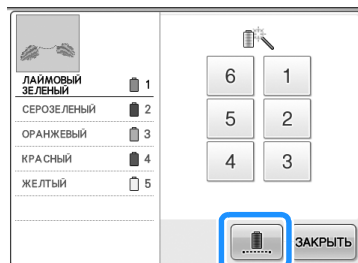 ЛАЙМОВЫЙ
ЗЕЛЕНЫЙ 1
СЕРОЗЕЛЕНЫЙ 2
ОРАНЖЕВЫЙ 3
КРАСНЫЙ 4
ЖЕЛТЫЙ 5
6 1
5 2
4 3
ЗАКРЫТЬ